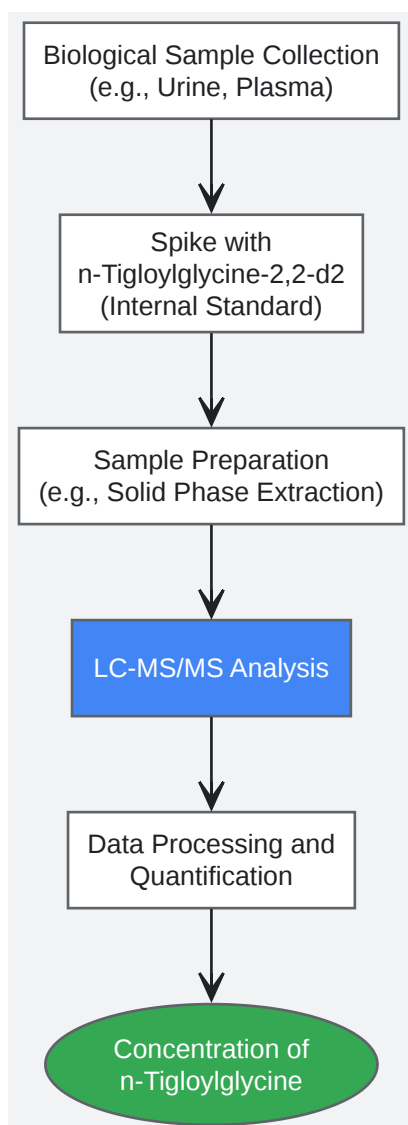 Biological Sample Collection
(e.g., Urine, Plasma)
Spike with
n-Tigloylglycine-2,2-d2
(Internal Standard)
Sample Preparation
(e.g., Solid Phase Extraction)
LC-MS/MS Analysis
Data Processing and
Quantification
Concentration of
n-Tigloylglycine